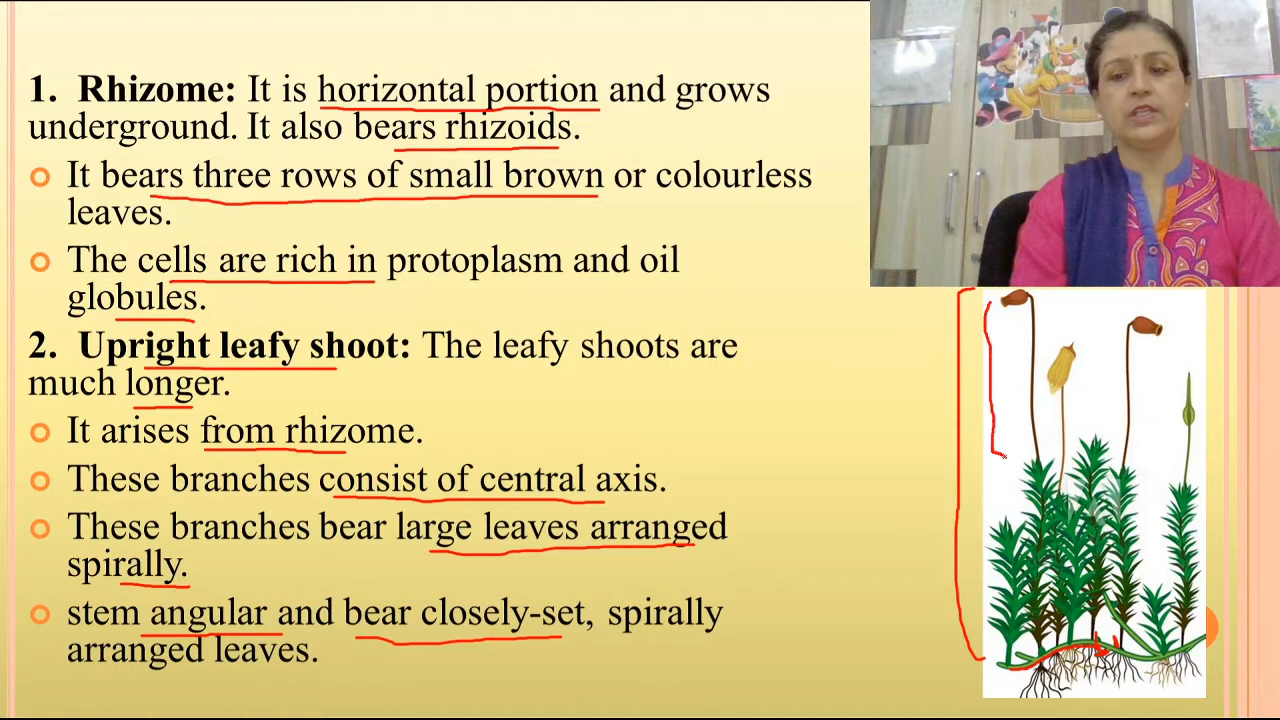 1. Rhizome: It is horizontal portion and grows
underground. It also bears rhizoids.
It bears three rows of small brown or colourless
leaves.
The cells are rich in protoplasm and oil
globules.
2. Upright leafy shoot: The leafy shoots are
much longer.
It arises from rhizome.
These branches consist of central axis.
These branches bear large leaves arranged
spirally.
stem angular and bear closely-set, spirally
arranged leaves.